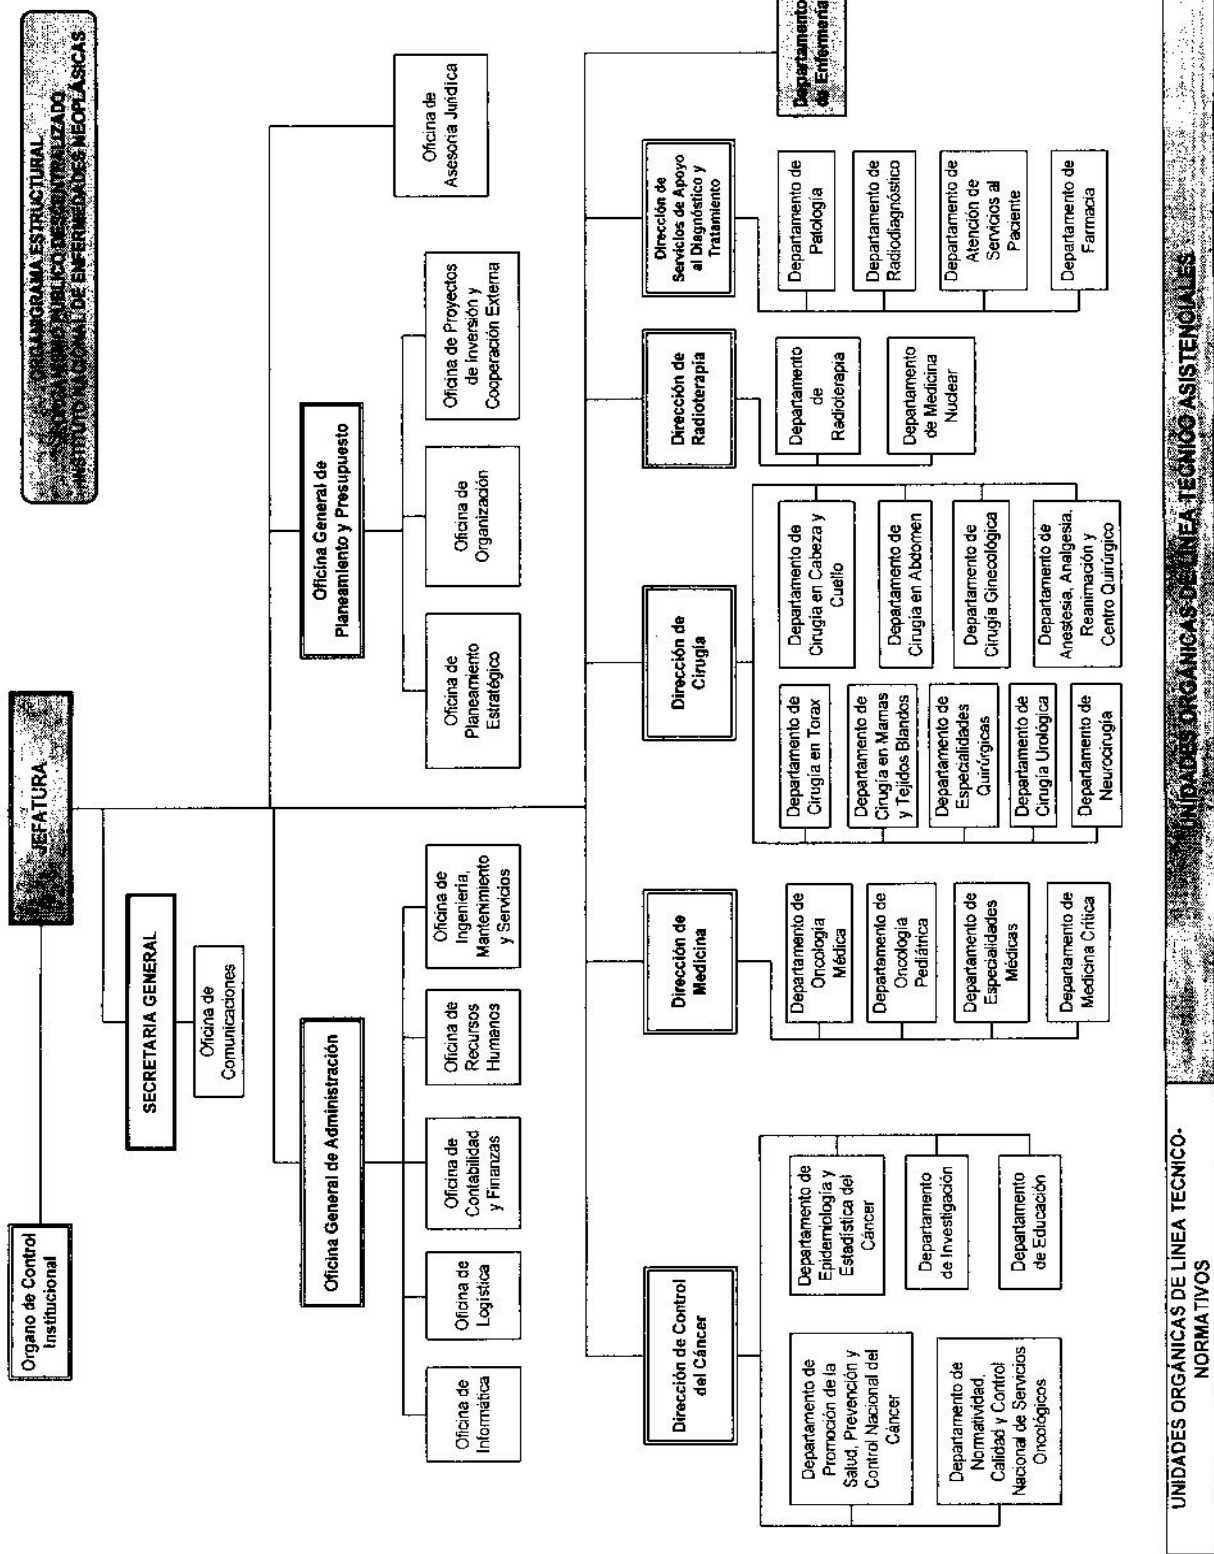 ORGANIGRAMA ESTRUCTURAL
ORGANISMO PUBLICO DESCENTRALIZADO
INSTITUTO NACIONAL DE ENFERMEDADES NEOPLÁSICAS
JEFATURA
Organo de Control
Institucional
SECRETARIA GENERAL
Oficina de
Comunicaciones
Oficina General de Administración
Oficina General de
Planeamiento y Presupuesto
Oficina de
Asesoria Jurídica
Oficina de
Informática
Oficina de
Logística
Oficina de
Contabilidad
y Finanzas
Oficina de
Recursos
Humanos
Oficina de
Ingenieria,
Mantenimiento
y Servicios
Oficina de
Planeamiento
Estratégico
Oficina de
Organización
Oficina de Proyectos
de Inversión y
Cooperación Externa
Dirección de Control
del Cáncer
Departamento de
Promoción de la
Salud, Prevención y
Control Nacional del
Cáncer
Departamento de
Normatividad,
Calidad y Control
Nacional de Servicios
Oncológicos
Departamento de
Epidemiología y
Estadística del
Cáncer
Departamento
de Investigación
Departamento
de Educación
Dirección de
Medicina
Departamento de
Oncología
Médica
Departamento de
Oncología
Pediátrica
Departamento de
Especialidades
Médicas
Departamento de
Medicina Crítica
Dirección de
Cirugía
Departamento de
Cirugía en Torax
Departamento de
Cirugía en Mamas
y Tejidos Blandos
Departamento de
Especialidades
Quirúrgicas
Departamento de
Cirugía Urológica
Departamento de
Neurocirugía
Departamento de
Cirugía en Cabeza y
Cuello
Departamento de
Cirugía en Abdomen
Departamento de
Cirugía Ginecológica
Departamento de
Anestesia, Analgesia,
Reanimación y
Centro Quirúrgico
Dirección de
Radioterapia
Departamento
de
Radioterapia
Departamento
de Medicina
Nuclear
Dirección de
Servicios de Apoyo
al Diagnóstico y
Tratamiento
Departamento de
Patología
Departamento de
Radiodiagnóstico
Departamento de
Atención de
Servicios al
Paciente
Departamento de
Farmacia
Departamento
de Enfermería
UNIDADES ORGÁNICAS DE LINEA TECNICO-
NORMATIVOS
UNIDADES ORGÁNICAS DE LINEA TECNICO ASISTENCIALES